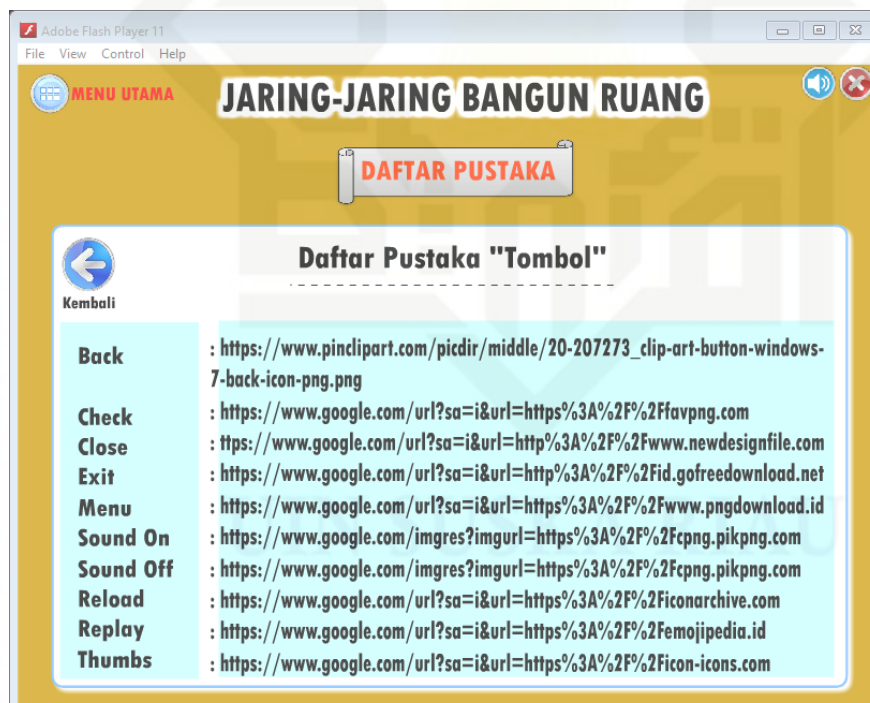 Adobe Flash Player 11
File View Control Help
MENU UTAMA
JARING-JARING BANGUN RUANG
DAFTAR PUSTAKA
Daftar Pustaka "Tombol"
Kembali
Back : https://www.pinclipart.com/picdir/middle/20-207273_clip-art-button-windows-
7-back-icon-png.png
Check : https://www.google.com/url?sa=i&url=https%3A%2F%2Ffavpng.com
Close : ttps://www.google.com/url?sa=i&url=http%3A%2F%2Fwww.newdesignfile.com
Exit : https://www.google.com/url?sa=i&url=http%3A%2F%2Fid.gofreedownload.net
Menu : https://www.google.com/url?sa=i&url=https%3A%2F%2Fwww.pngdownload.id
Sound On : https://www.google.com/imgres?imgurl=https%3A%2F%2Fcpng.pikpng.com
Sound Off : https://www.google.com/imgres?imgurl=https%3A%2F%2Fcpng.pikpng.com
Reload : https://www.google.com/url?sa=i&url=https%3A%2F%2Ficonarchive.com
Replay : https://www.google.com/url?sa=i&url=https%3A%2F%2Femojipedia.id
Thumbs : https://www.google.com/url?sa=i&url=https%3A%2F%2Ficon-icons.com
UIN SUSKA RIAU